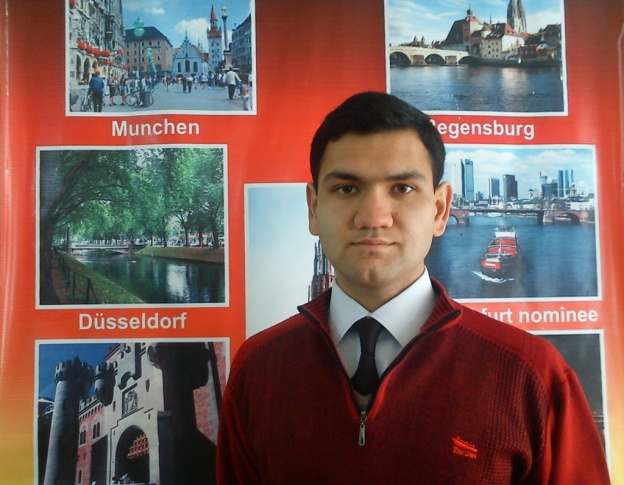 Munchen
Regensburg
Düsseldorf
furt nominee